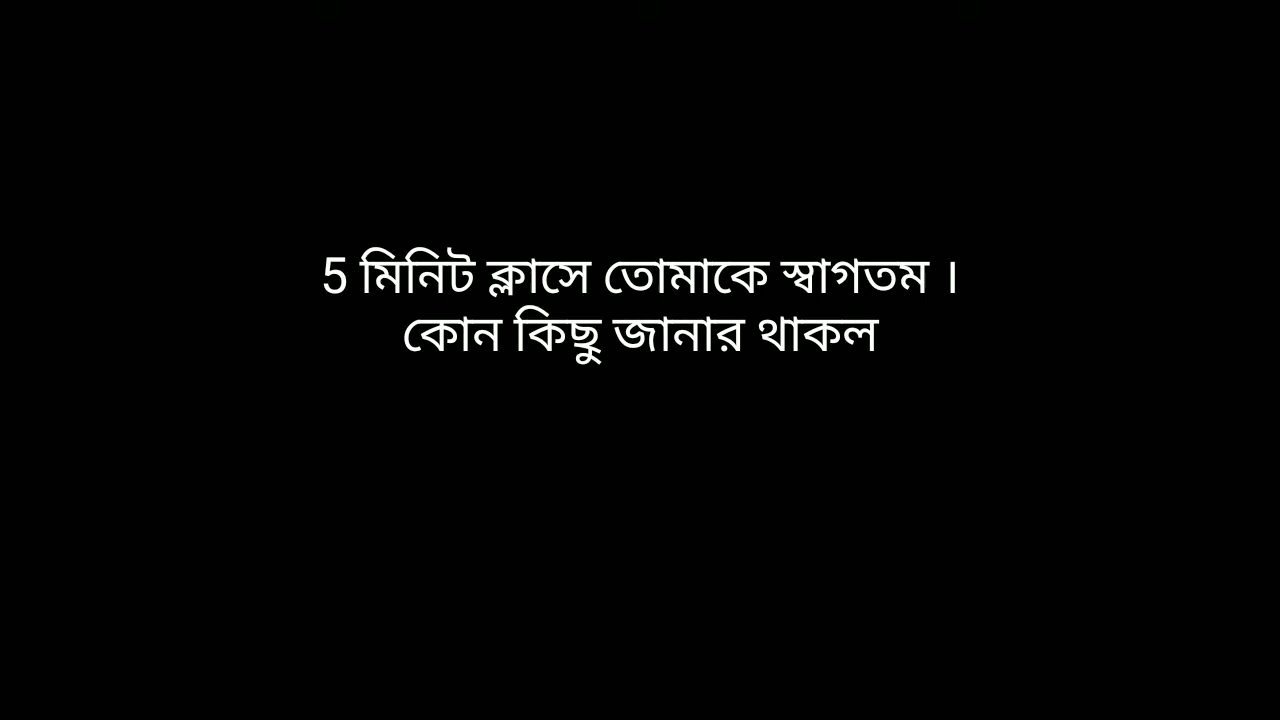 5 মিনিট ক্লাসে তোমাকে স্বাগতম ।
কোন কিছু জানার থাকল